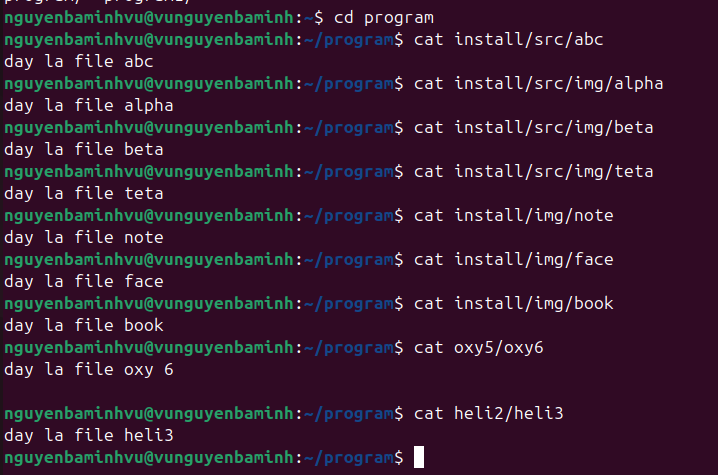 nguyenbaminhvu@vunguyenbaminh:~$ cd program
nguyenbaminhvu@vunguyenbaminh:~/program$ cat install/src/abc
day la file abc
nguyenbaminhvu@vunguyenbaminh:~/program$ cat install/src/img/alpha
day la file alpha
nguyenbaminhvu@vunguyenbaminh:~/program$ cat install/src/img/beta
day la file beta
nguyenbaminhvu@vunguyenbaminh:~/program$ cat install/src/img/teta
day la file teta
nguyenbaminhvu@vunguyenbaminh:~/program$ cat install/img/note
day la file note
nguyenbaminhvu@vunguyenbaminh:~/program$ cat install/img/face
day la file face
nguyenbaminhvu@vunguyenbaminh:~/program$ cat install/img/book
day la file book
nguyenbaminhvu@vunguyenbaminh:~/program$ cat oxy5/oxy6
day la file oxy 6
nguyenbaminhvu@vunguyenbaminh:~/program$ cat heli2/heli3
day la file heli3
nguyenbaminhvu@vunguyenbaminh:~/program$